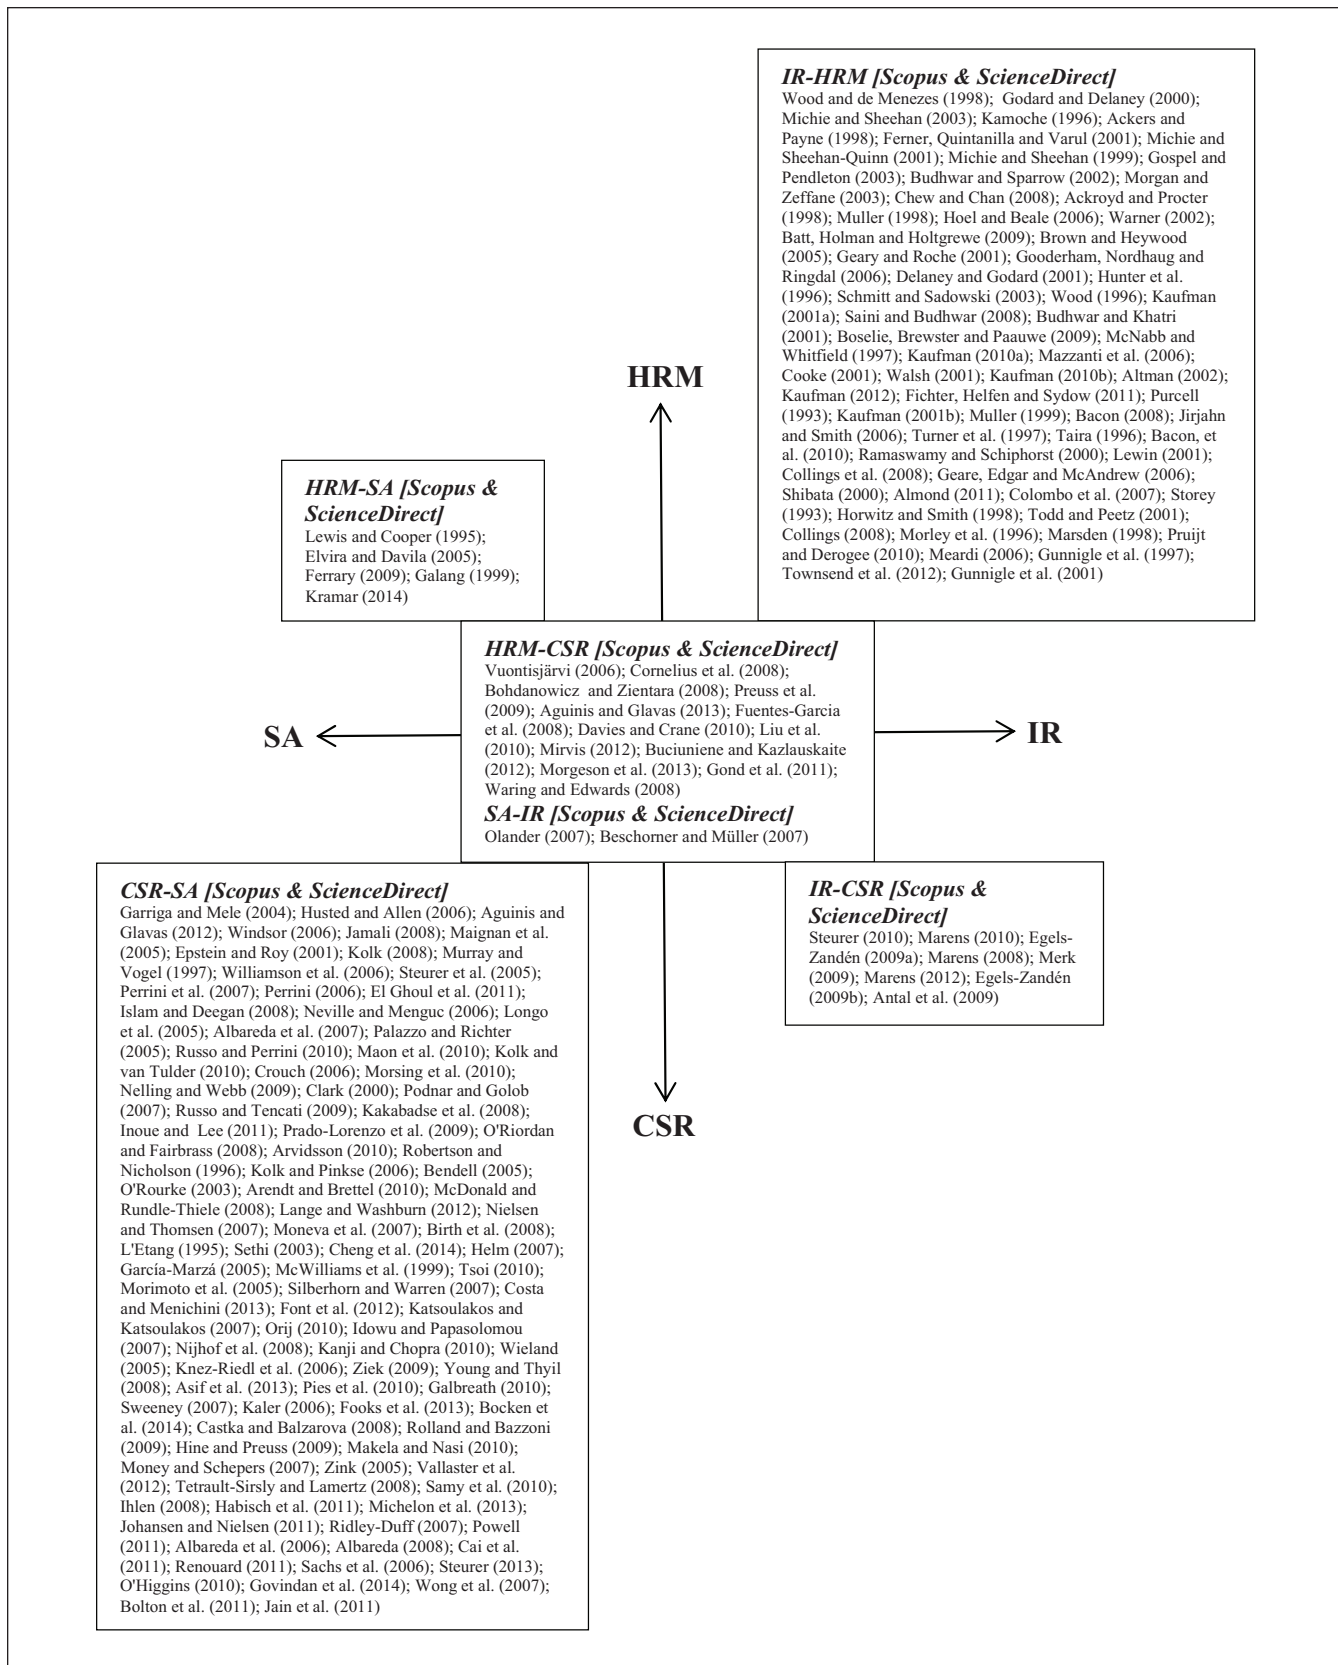 IR-HRM [Scopus & ScienceDirect]
Wood and de Menezes (1998);  Godard and Delaney (2000);
Michie and Sheehan (2003); Kamoche (1996); Ackers and
Payne (1998); Ferner, Quintanilla and Varul (2001); Michie and
Sheehan-Quinn (2001); Michie and Sheehan (1999); Gospel and
Pendleton (2003); Budhwar and Sparrow (2002); Morgan and
Zeffane (2003); Chew and Chan (2008); Ackroyd and Procter
(1998); Muller (1998); Hoel and Beale (2006); Warner (2002);
Batt, Holman and Holtgrewe (2009); Brown and Heywood
(2005); Geary and Roche (2001); Gooderham, Nordhaug and
Ringdal (2006); Delaney and Godard (2001); Hunter et al.
(1996); Schmitt and Sadowski (2003); Wood (1996); Kaufman
(2001a); Saini and Budhwar (2008); Budhwar and Khatri
(2001); Boselie, Brewster and Paauwe (2009); McNabb and
Whitfield (1997); Kaufman (2010a); Mazzanti et al. (2006);
Cooke (2001); Walsh (2001); Kaufman (2010b); Altman (2002);
Kaufman (2012); Fichter, Helfen and Sydow (2011); Purcell
(1993); Kaufman (2001b); Muller (1999); Bacon (2008); Jirjahn
and Smith (2006); Turner et al. (1997); Taira (1996); Bacon, et
al. (2010); Ramaswamy and Schiphorst (2000); Lewin (2001);
Collings et al. (2008); Geare, Edgar and McAndrew (2006);
Shibata (2000); Almond (2011); Colombo et al. (2007); Storey
(1993); Horwitz and Smith (1998); Todd and Peetz (2001);
Collings (2008); Morley et al. (1996); Marsden (1998); Pruijt
and Derogee (2010); Meardi (2006); Gunnigle et al. (1997);
Townsend et al. (2012); Gunnigle et al. (2001)
HRM
HRM-SA [Scopus &
ScienceDirect]
Lewis and Cooper (1995);
Elvira and Davila (2005);
Ferrary (2009); Galang (1999);
Kramar (2014)
HRM-CSR [Scopus & ScienceDirect]
Vuontisjärvi (2006); Cornelius et al. (2008);
Bohdanowicz  and Zientara (2008); Preuss et al.
(2009); Aguinis and Glavas (2013); Fuentes-Garcia
et al. (2008); Davies and Crane (2010); Liu et al.
(2010); Mirvis (2012); Buciuniene and Kazlauskaite
(2012); Morgeson et al. (2013); Gond et al. (2011);
Waring and Edwards (2008)
SA-IR [Scopus & ScienceDirect]
Olander (2007); Beschorner and Müller (2007)
SA
IR
CSR-SA [Scopus & ScienceDirect]
Garriga and Mele (2004); Husted and Allen (2006); Aguinis and
Glavas (2012); Windsor (2006); Jamali (2008); Maignan et al.
(2005); Epstein and Roy (2001); Kolk (2008); Murray and
Vogel (1997); Williamson et al. (2006); Steurer et al. (2005);
Perrini et al. (2007); Perrini (2006); El Ghoul et al. (2011);
Islam and Deegan (2008); Neville and Menguc (2006); Longo
et al. (2005); Albareda et al. (2007); Palazzo and Richter
(2005); Russo and Perrini (2010); Maon et al. (2010); Kolk and
van Tulder (2010); Crouch (2006); Morsing et al. (2010);
Nelling and Webb (2009); Clark (2000); Podnar and Golob
(2007); Russo and Tencati (2009); Kakabadse et al. (2008);
Inoue and  Lee (2011); Prado-Lorenzo et al. (2009); O'Riordan
and Fairbrass (2008); Arvidsson (2010); Robertson and
Nicholson (1996); Kolk and Pinkse (2006); Bendell (2005);
O'Rourke (2003); Arendt and Brettel (2010); McDonald and
Rundle-Thiele (2008); Lange and Washburn (2012); Nielsen
and Thomsen (2007); Moneva et al. (2007); Birth et al. (2008);
L'Etang (1995); Sethi (2003); Cheng et al. (2014); Helm (2007);
García-Marzá (2005); McWilliams et al. (1999); Tsoi (2010);
Morimoto et al. (2005); Silberhorn and Warren (2007); Costa
and Menichini (2013); Font et al. (2012); Katsoulakos and
Katsoulakos (2007); Orij (2010); Idowu and Papasolomou
(2007); Nijhof et al. (2008); Kanji and Chopra (2010); Wieland
(2005); Knez-Riedl et al. (2006); Ziek (2009); Young and Thyil
(2008); Asif et al. (2013); Pies et al. (2010); Galbreath (2010);
Sweeney (2007); Kaler (2006); Fooks et al. (2013); Bocken et
al. (2014); Castka and Balzarova (2008); Rolland and Bazzoni
(2009); Hine and Preuss (2009); Makela and Nasi (2010);
Money and Schepers (2007); Zink (2005); Vallaster et al.
(2012); Tetrault-Sirsly and Lamertz (2008); Samy et al. (2010);
Ihlen (2008); Habisch et al. (2011); Michelon et al. (2013);
Johansen and Nielsen (2011); Ridley-Duff (2007); Powell
(2011); Albareda et al. (2006); Albareda (2008); Cai et al.
(2011); Renouard (2011); Sachs et al. (2006); Steurer (2013);
O'Higgins (2010); Govindan et al. (2014); Wong et al. (2007);
Bolton et al. (2011); Jain et al. (2011)
IR-CSR [Scopus &
ScienceDirect]
Steurer (2010); Marens (2010); Egels-
Zandén (2009a); Marens (2008); Merk
(2009); Marens (2012); Egels-Zandén
(2009b); Antal et al. (2009)
CSR